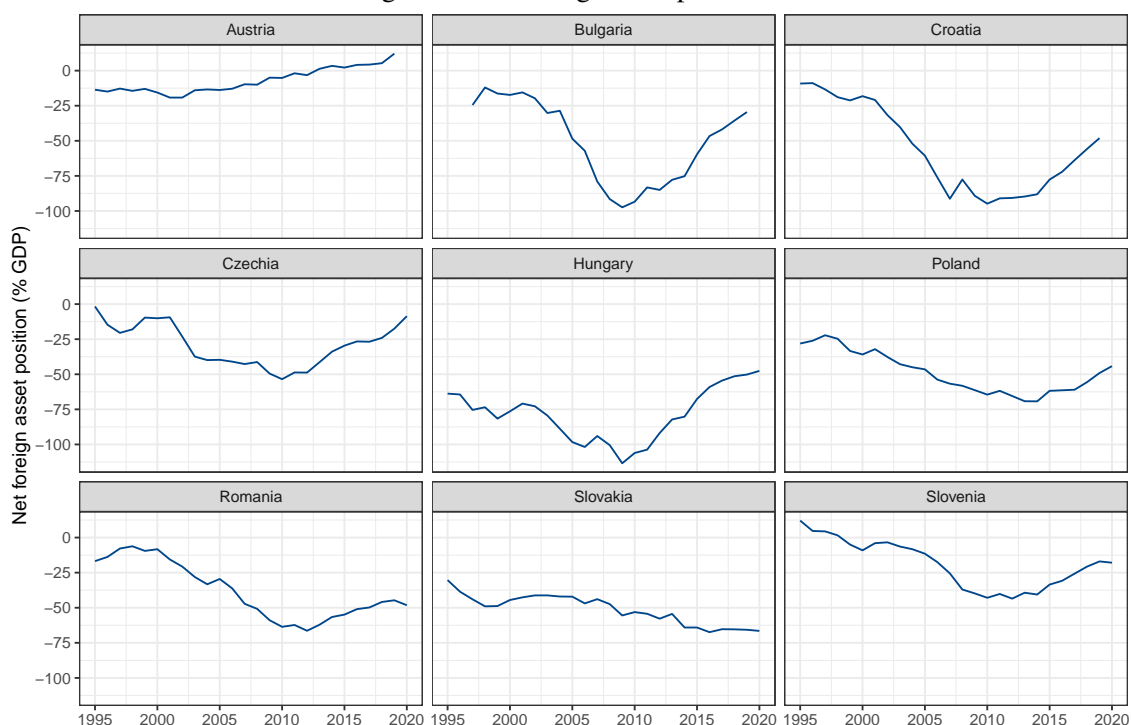 Austria
Bulgaria
Croatia
0
−25
−50
−75
−100
Czechia
Hungary
Poland
0
−25
−50
−75
−100
Net foreign asset position (% GDP)
Romania
Slovakia
Slovenia
0
−25
−50
−75
−100
1995 2000 2005 2010 2015 2020
1995 2000 2005 2010 2015 2020
1995 2000 2005 2010 2015 2020